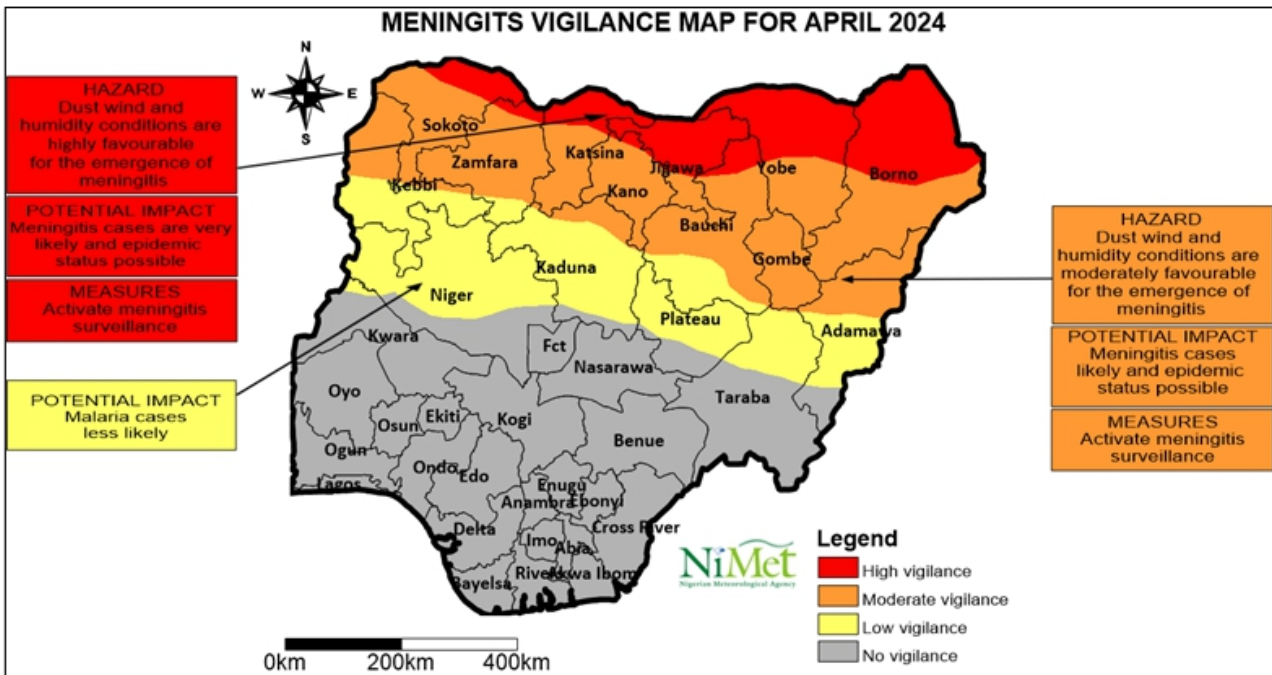 MENINGITS VIGILANCE MAP FOR APRIL 2024
N
W
E
S
HAZARD
Dust wind and
humidity conditions are
highly favourable
for the emergence of
meningitis
POTENTIAL IMPACT
Meningitis cases are very
likely and epidemic
status possible
MEASURES
Activate meningitis
surveillance
POTENTIAL IMPACT
Malaria cases
less likely
Sokoto
Zamfara
Katsina
Jigawa
Yobe
Borno
Kebbi
Kano
Bauchi
Gombe
Kaduna
Niger
Plateau
Adamawa
Kwara
Fct
Nasarawa
Oyo
Taraba
Osun
Ekiti
Kogi
Benue
Ogun
Ondo
Edo
Lagos
Enugu
Anambra
Ebonyi
Delta
Imo
Abia
Cross River
Bayelsa
Rivers
Akwa Ibom
HAZARD
Dust wind and
humidity conditions are
moderately favourable
for the emergence of
meningitis
POTENTIAL IMPACT
Meningitis cases
likely and epidemic
status possible
MEASURES
Activate meningitis
surveillance
NiMet
Nigerian Meteorological Agency
Legend
High vigilance
Moderate vigilance
Low vigilance
No vigilance
0km 200km 400km